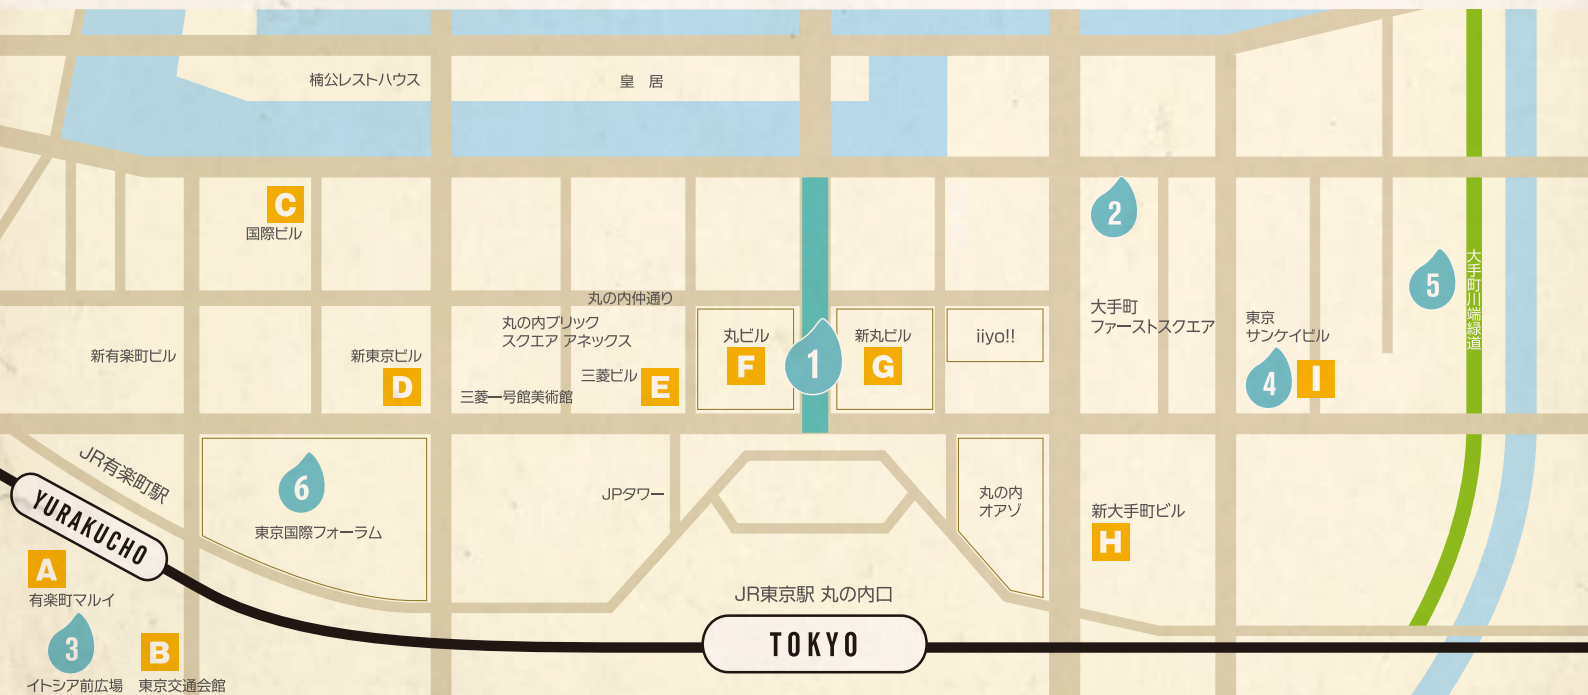 楠公レストハウス
皇 居
C
国際ビル
2
大手町川端緑道
5
丸の内仲通り
丸の内ブリック
スクエア アネックス
丸ビル
F
1
新丸ビル
G
iiyo!!
大手町
ファーストスクエア
東京
サンケイビル
4
I
新有楽町ビル
新東京ビル
D
三菱ビル
E
三菱一号館美術館
JR有楽町駅
YURAKUCHO
6
東京国際フォーラム
JPタワー
丸の内
オアゾ
新大手町ビル
H
A
有楽町マルイ
3
イトシア前広場
B
東京交通会館
JR東京駅 丸の内口
TOKYO